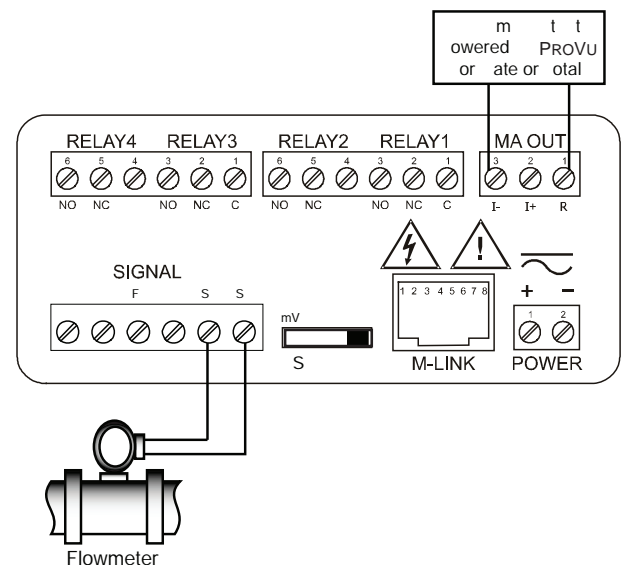 m t t
owered PROVU
or ate or otal
RELAY4 RELAY3 RELAY2 RELAY1 MA OUT
6 5 4 3 2 1 6 5 4 3 2 1 3 2 1
NO NC NO NC C NO NC NO NC C I- I+ R
SIGNAL
F S S
+ −
mV
1 2 3 4 5 6 7 8
1 2
S
M-LINK POWER
Flowmeter